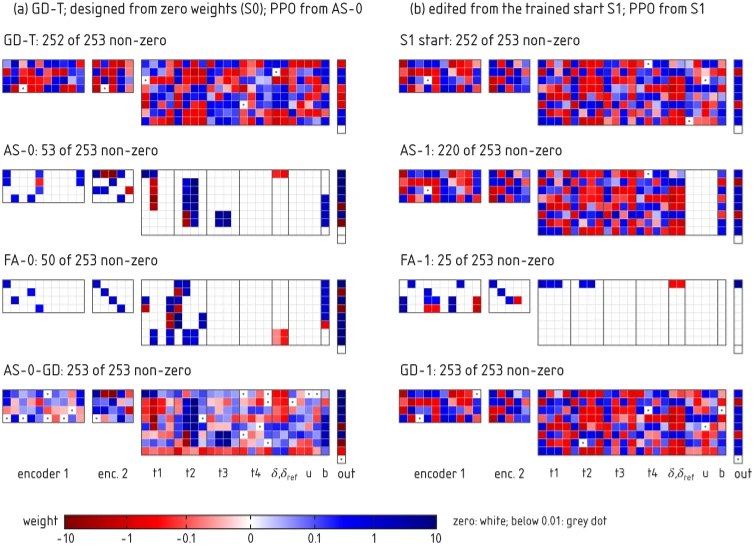 (a) GD-T; designed from zero weights (S0); PPO from AS-0
GD-T: 252 of 253 non-zero
AS-0: 53 of 253 non-zero
FA-0: 50 of 253 non-zero
AS-0-GD: 253 of 253 non-zero
encoder 1 enc. 2 t1 t2 t3 t4 δ,δref u b out
(b) edited from the trained start S1; PPO from S1
S1 start: 252 of 253 non-zero
AS-1: 220 of 253 non-zero
FA-1: 25 of 253 non-zero
GD-1: 253 of 253 non-zero
encoder 1 enc. 2 t1 t2 t3 t4 δ,δref u b out
weight zero: white; below 0.01: grey dot
-10 -1 -0.1 0 0.1 1 10